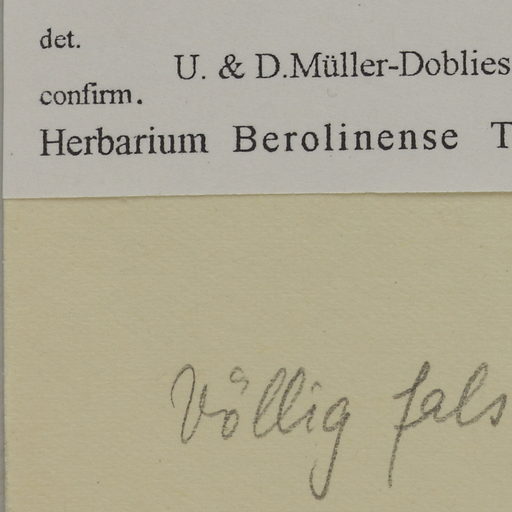 det.
U. & D.Müller-Doblies
confirm.
Herbarium Berolinense T
Völlig fals